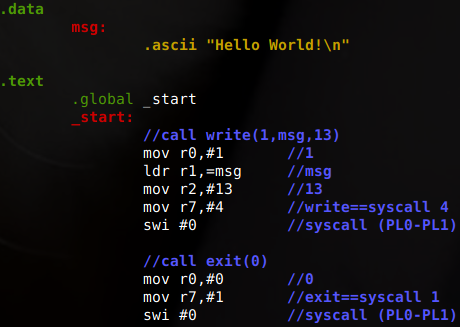 .data
msg:
.ascii "Hello World!\n"
.text
.global _start
_start:
//call write(1,msg,13)
mov r0,#1 //1
ldr r1,=msg //msg
mov r2,#13 //13
mov r7,#4 //write==syscall 4
swi #0 //syscall (PL0-PL1)
//call exit(0)
mov r0,#0 //0
mov r7,#1 //exit==syscall 1
swi #0 //syscall (PL0-PL1)